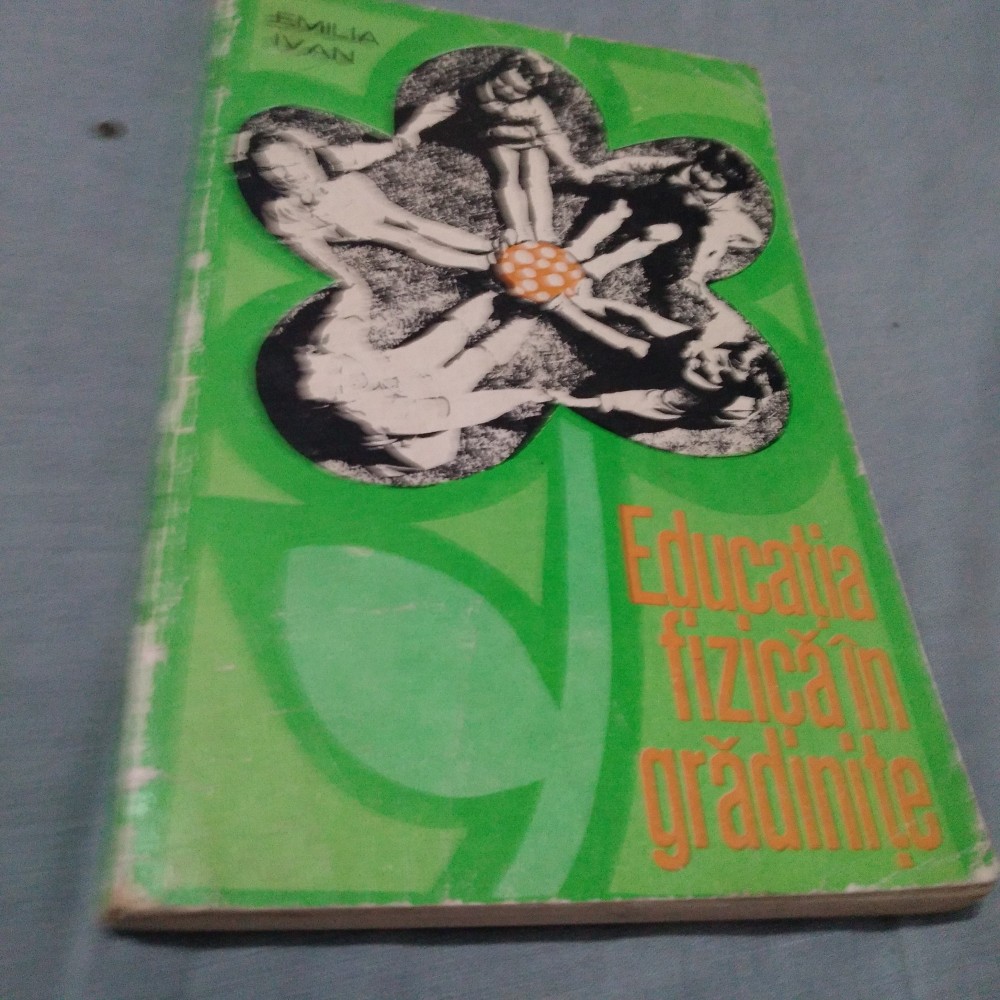 EMILIA
IVAN
Educația
fizică în
grădinițe